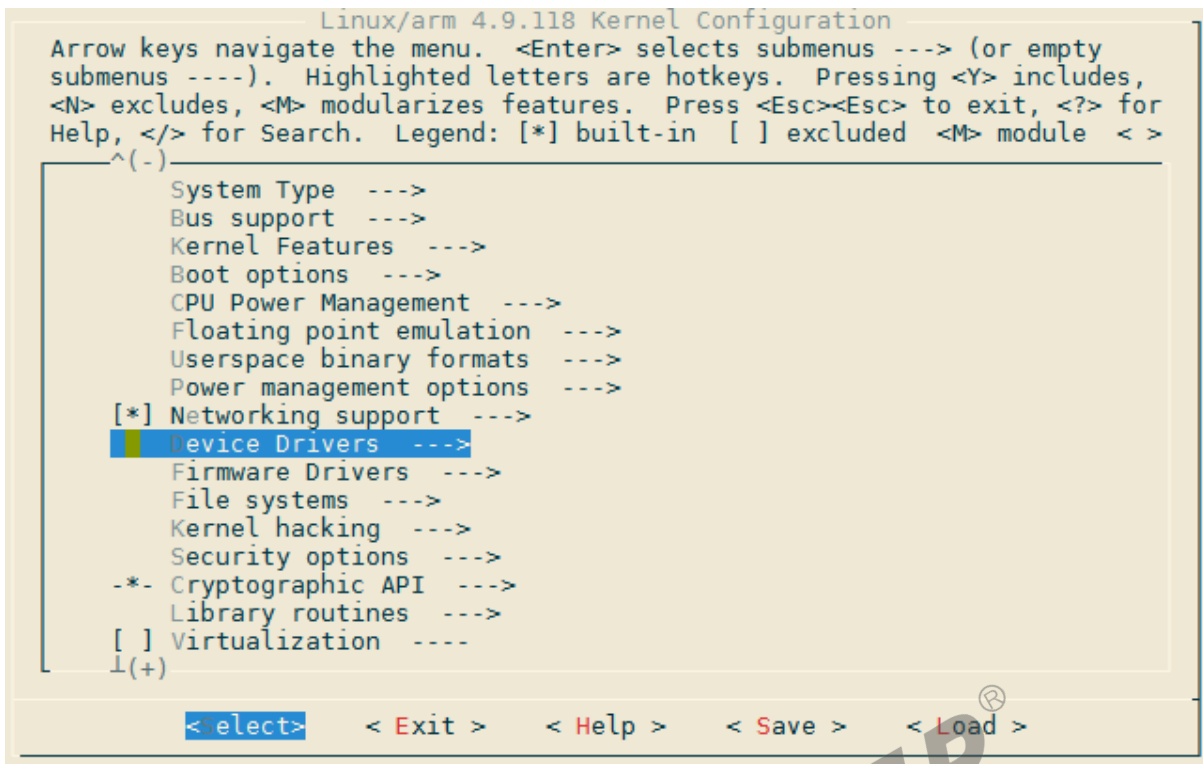 Linux/arm 4.9.118 Kernel Configuration
Arrow keys navigate the menu.  <Enter> selects submenus ---> (or empty
submenus ----).  Highlighted letters are hotkeys.  Pressing <Y> includes,
<N> excludes, <M> modularizes features.  Press <Esc><Esc> to exit, <?> for
Help, </> for Search.  Legend: [*] built-in  [ ] excluded  <M> module  < >
^(-)
System Type  --->
Bus support  --->
Kernel Features  --->
Boot options  --->
CPU Power Management  --->
Floating point emulation  --->
Userspace binary formats  --->
Power management options  --->
[*] Networking support  --->
Device Drivers  --->
Firmware Drivers  --->
File systems  --->
Kernel hacking  --->
Security options  --->
-*- Cryptographic API  --->
Library routines  --->
[ ] Virtualization  ----
┴(+)
<Select>    < Exit >    < Help >    < Save >    < Load >
®